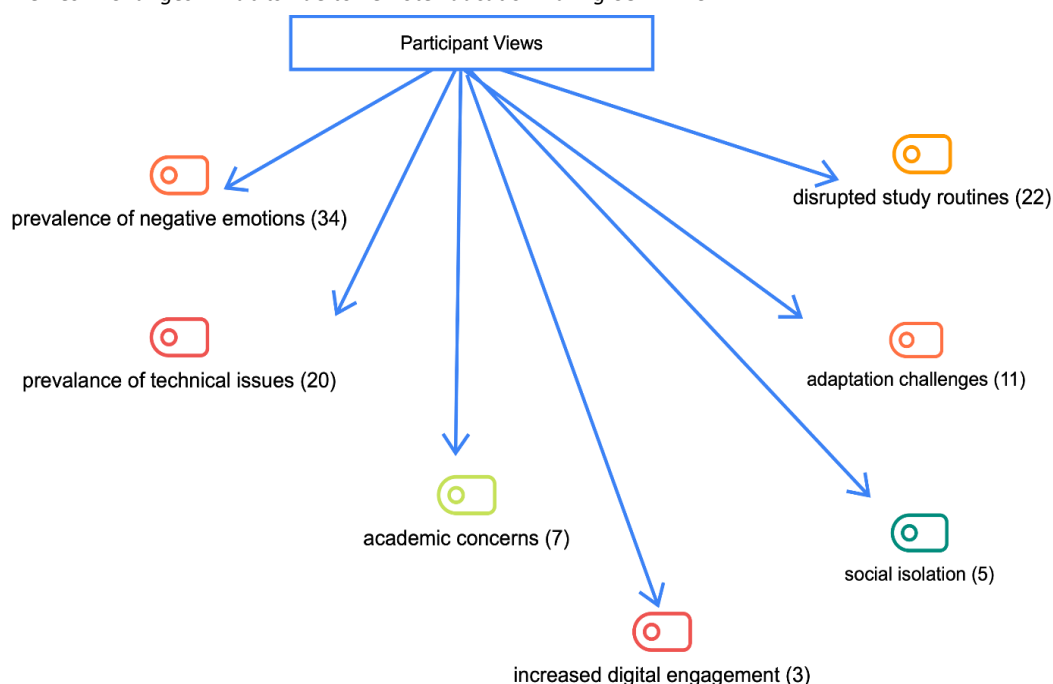 Participant Views
disrupted study routines (22)
prevalence of negative emotions (34)
prevalance of technical issues (20)
adaptation challenges (11)
academic concerns (7)
social isolation (5)
increased digital engagement (3)